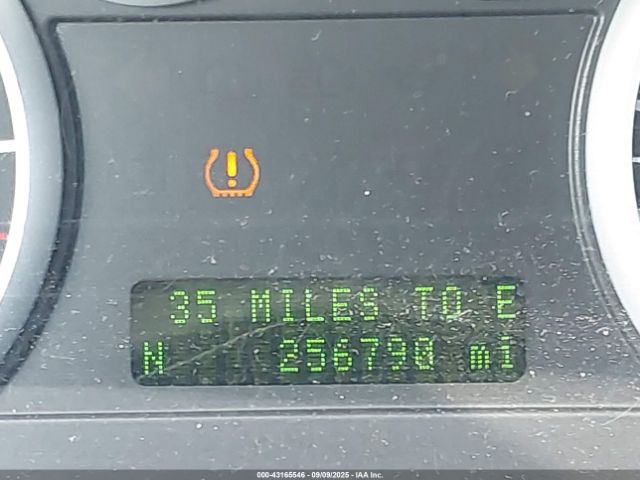 35 MILES TO E
N 256790 mi
000-43165546 - 09/09/2025 - © IAA Inc.